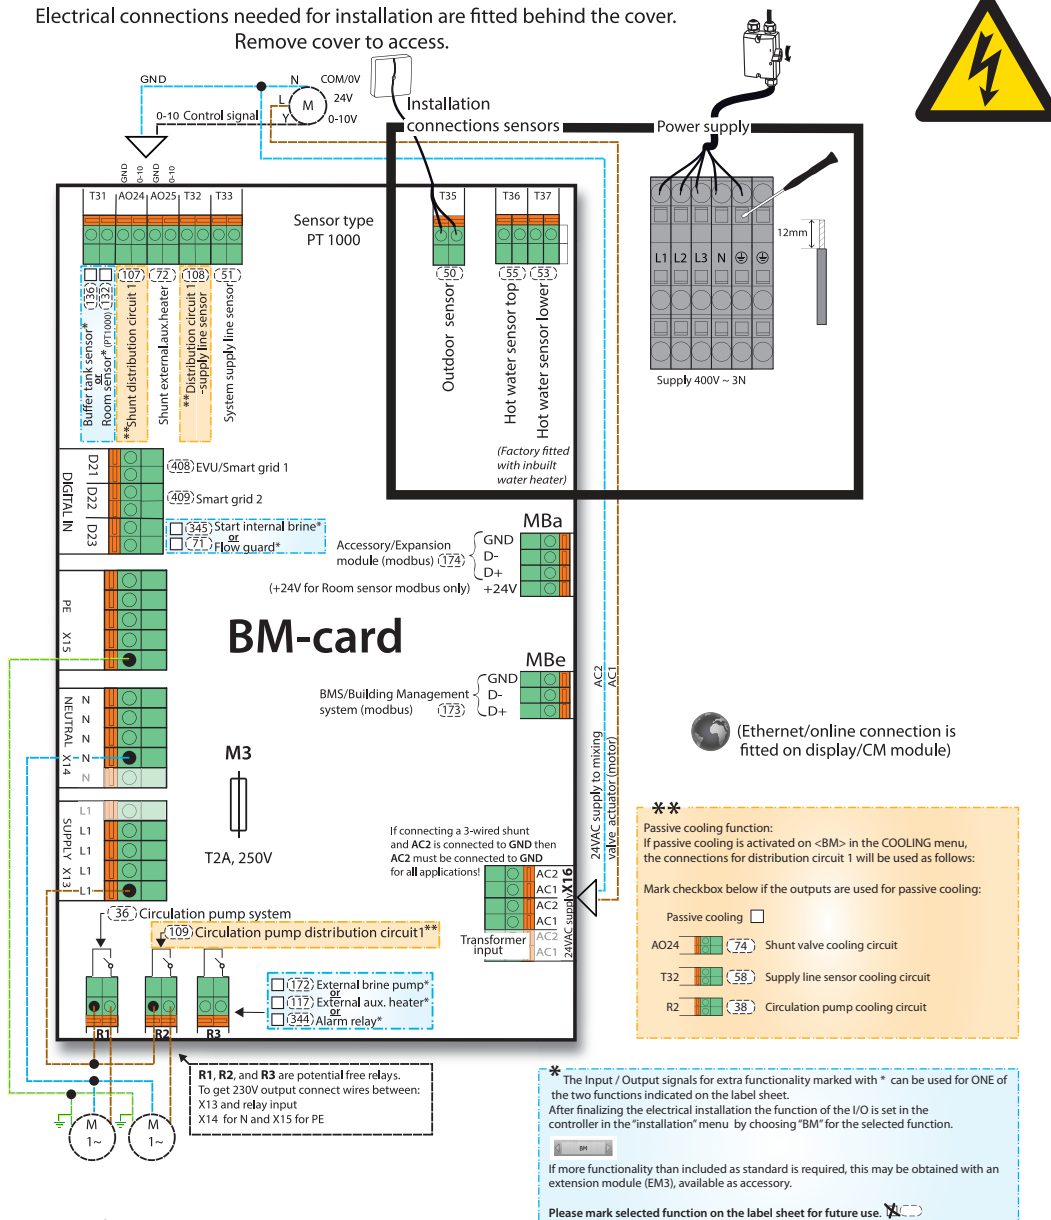 Electrical connections needed for installation are fitted behind the cover.
Remove cover to access.
GND
N
COM/0V
L
M
24V
Y
0-10V
0-10 Control signal
Installation
connections sensors
Power supply
GND
0-10
GND
0-10
T31
AO24
AO25
T32
T33
Sensor type
PT 1000
T35
T36
T37
12mm
L1
L2
L3
N
Supply 400V ~ 3N
136
132
107
72
108
51
50
55
53
Buffer tank sensor*
or
Room sensor* (PT1000)
**Shunt distribution circuit 1
Shunt external.aux.heater
**Distribution circuit 1
-supply line sensor
System supply line sensor
Outdoor sensor
Hot water sensor top
Hot water sensor lower
(Factory fitted
with inbuilt
water heater)
DIGITAL IN
D21
D22
D23
408 EVU/Smart grid 1
409 Smart grid 2
345 Start internal brine*
or
71 Flow guard*
MBa
Accessory/Expansion
module (modbus) 174
GND
D-
D+
(+24V for Room sensor modbus only) +24V
PE X15
BM-card
MBe
BMS/Building Management
system (modbus) 173
GND
D-
D+
AC2
AC1
24VAC supply to mixing
valve actuator (motor)
NEUTRAL X14
N
N
N
N
N
M3
T2A, 250V
(Ethernet/online connection is
fitted on display/CM module)
SUPPLY X13
L1
L1
L1
L1
L1
If connecting a 3-wired shunt
and AC2 is connected to GND then
AC2 must be connected to GND
for all applications!
AC2
AC1
AC2
AC1
AC2
AC1
24VAC supply X16
Transformer
input
36 Circulation pump system
109 Circulation pump distribution circuit1**
172 External brine pump*
or
117 External aux. heater*
or
344 Alarm relay*
R1
R2
R3
R1, R2, and R3 are potential free relays.
To get 230V output connect wires between:
X13 and relay input
X14 for N and X15 for PE
M
1~
M
1~
**
Passive cooling function:
If passive cooling is activated on <BM> in the COOLING menu,
the connections for distribution circuit 1 will be used as follows:
Mark checkbox below if the outputs are used for passive cooling:
Passive cooling
AO24 74 Shunt valve cooling circuit
T32 58 Supply line sensor cooling circuit
R2 38 Circulation pump cooling circuit
* The Input / Output signals for extra functionality marked with * can be used for ONE of
the two functions indicated on the label sheet.
After finalizing the electrical installation the function of the I/O is set in the
controller in the "installation" menu by choosing "BM" for the selected function.
BM
If more functionality than included as standard is required, this may be obtained with an
extension module (EM3), available as accessory.
Please mark selected function on the label sheet for future use.